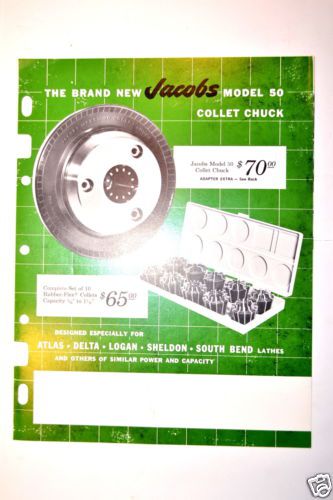 THE BRAND NEW Jacobs MODEL 50
COLLET CHUCK
Jacobs Model 50
Collet Chuck
$70.00
ADAPTER EXTRA — See Back
Complete Set of 10
Rubber-Flex® Collets
Capacity to
$65.00
DESIGNED ESPECIALLY FOR
ATLAS · DELTA · LOGAN · SHELDON · SOUTH BEND LATHES
AND OTHERS OF SIMILAR POWER AND CAPACITY